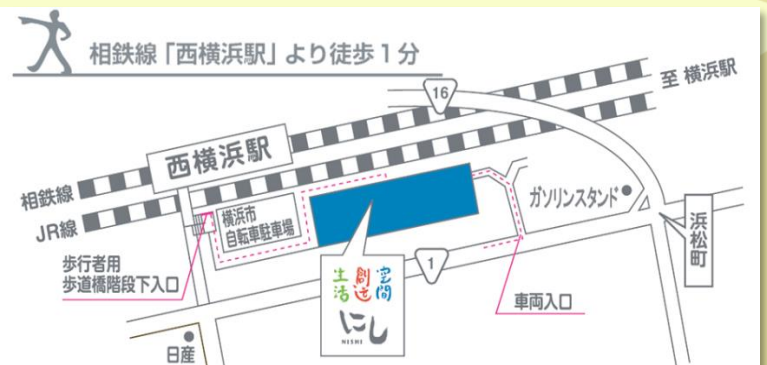 相鉄線「西横浜駅」より徒歩1分
16
至 横浜駅
西横浜駅
相鉄線
JR線
横浜市
自転車駐車場
ガソリンスタンド
浜松町
歩行者用
歩道橋階段下入口
1
生活創造空間
にし
NISHI
車両入口
日産